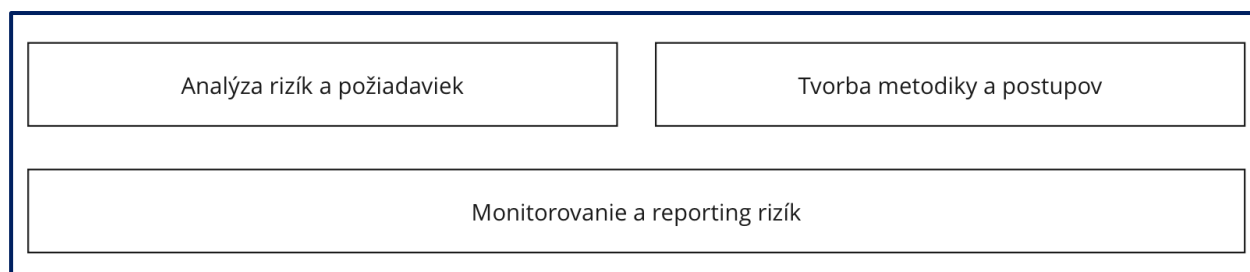 Analýza rizík a požiadaviek
Tvorba metodiky a postupov
Monitorovanie a reporting rizík